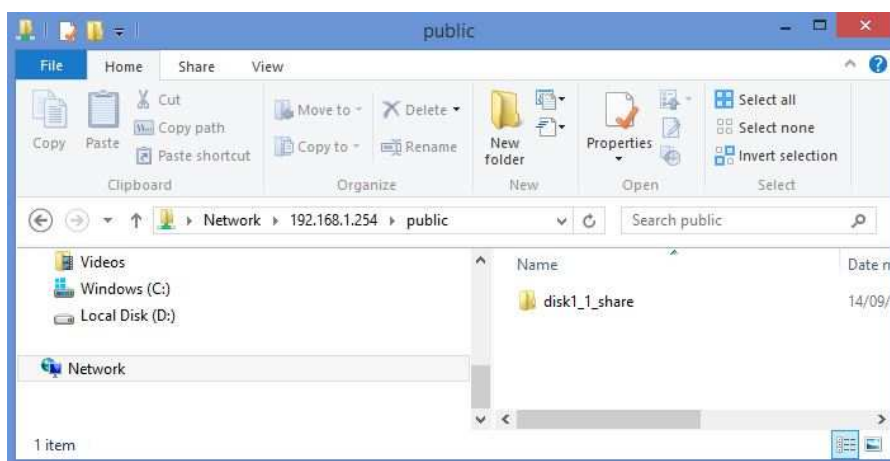 public
File Home Share View
Copy
Paste
Cut
Copy path
Paste shortcut
Clipboard
Move to
Copy to
Delete
Rename
Organize
New folder
New
Properties
Open
Select all
Select none
Invert selection
Select
Network 192.168.1.254 public
Search public
Videos
Windows (C:)
Local Disk (D:)
Network
Name
Date
disk1_1_share
14/09/
1 item